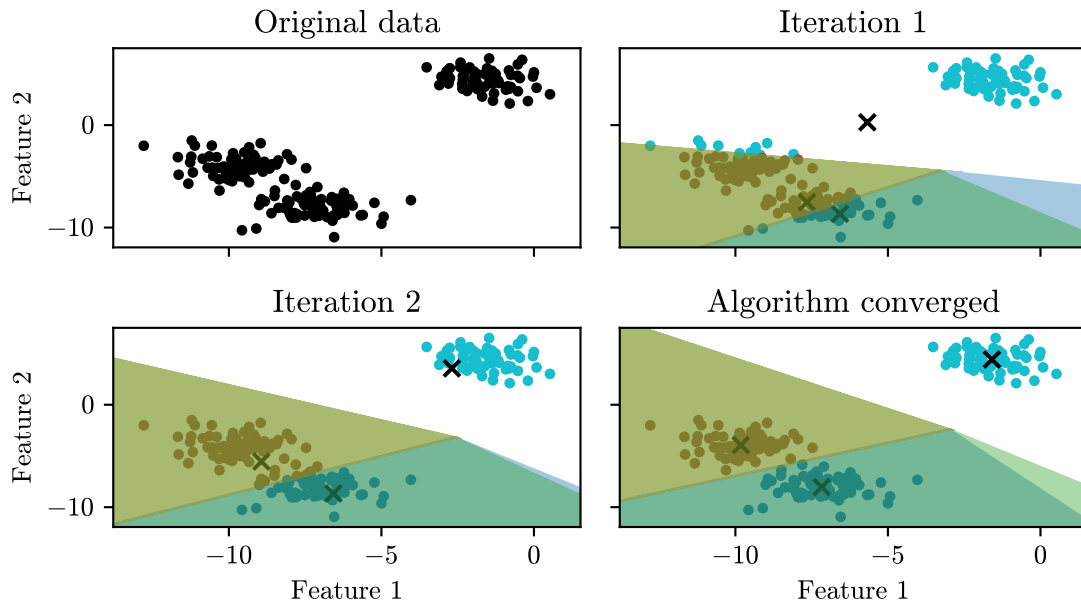 Original data
Iteration 1
Feature 2
0
−10
Iteration 2
Algorithm converged
Feature 2
0
−10
−10
−5
0
−10
−5
0
Feature 1
Feature 1